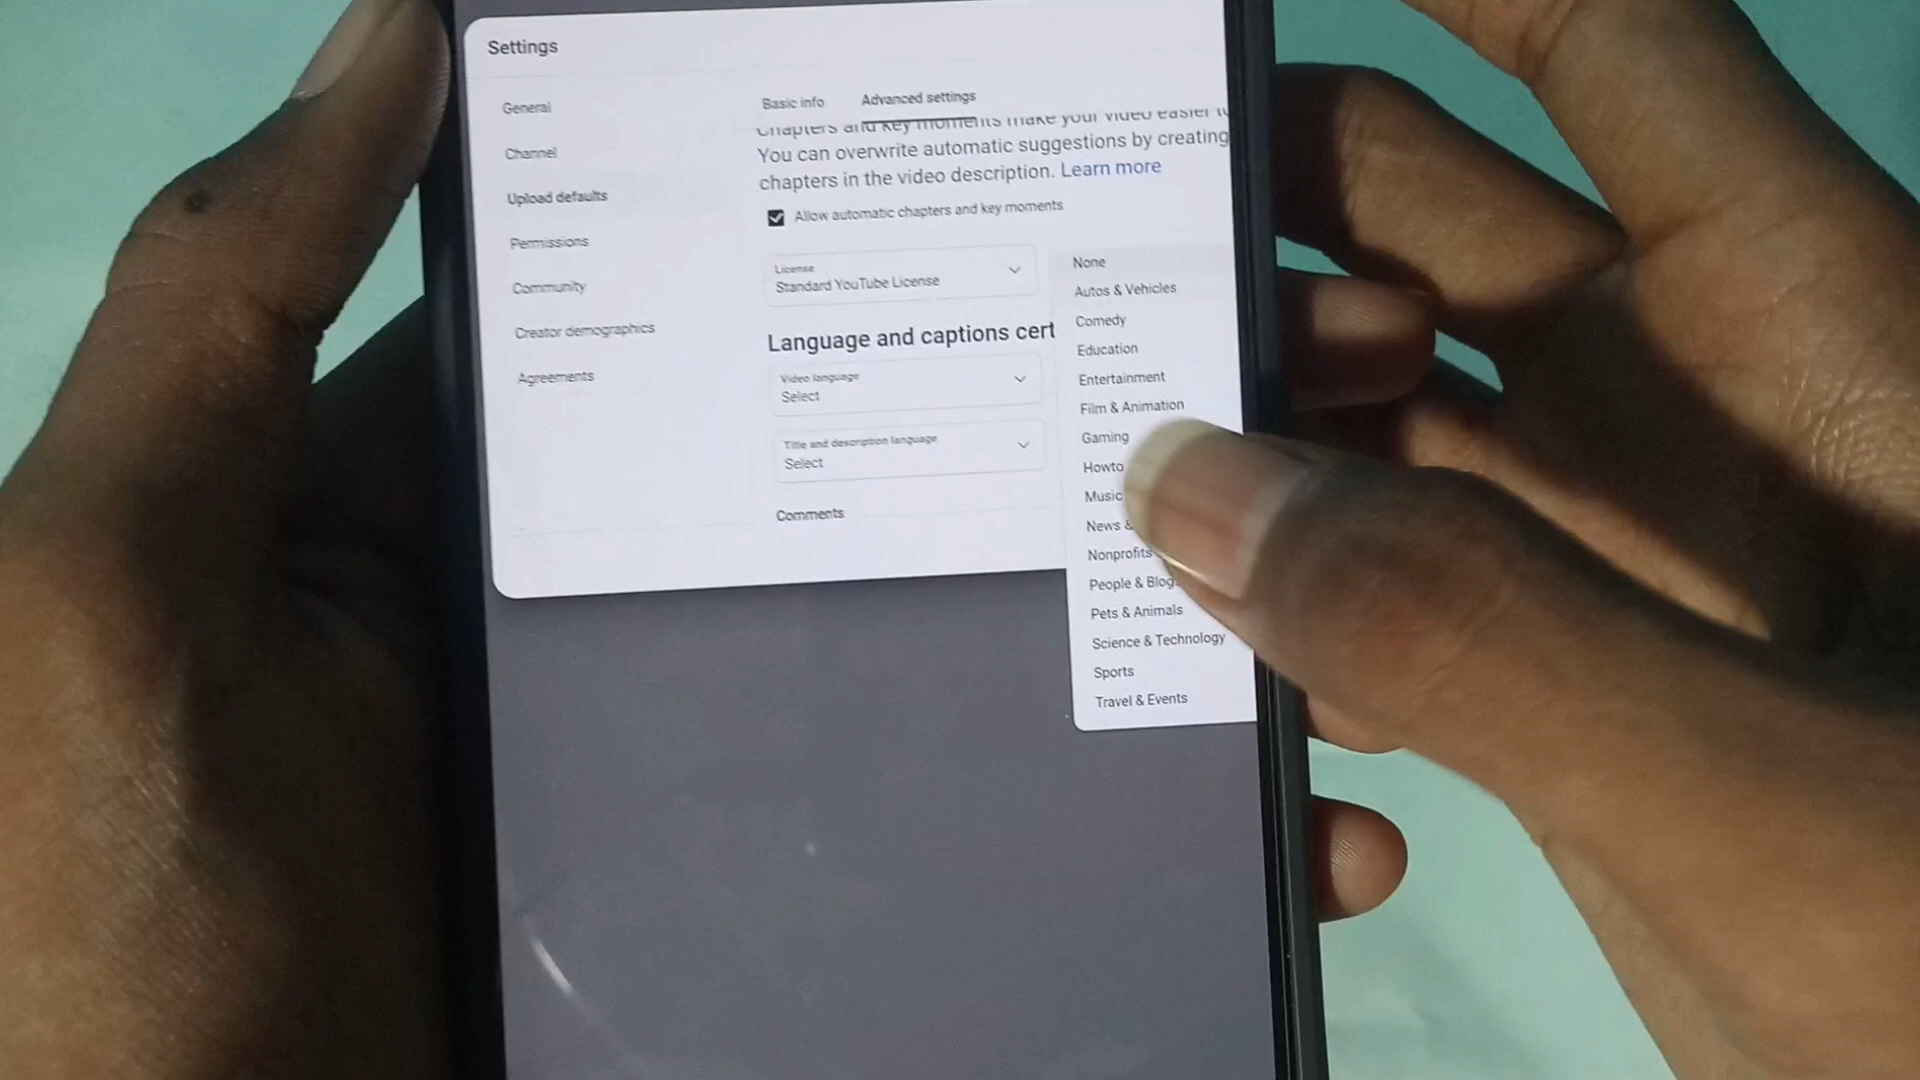 Settings
General
Channel
Upload defaults
Permissions
Community
Creator demographics
Agreements
Basic info
Advanced settings
Chapters and key moments make your video easier to
You can overwrite automatic suggestions by creating
chapters in the video description. Learn more
Allow automatic chapters and key moments
License
Standard YouTube License
Language and captions cert
Video language
Select
Title and description language
Select
Comments
None
Autos & Vehicles
Comedy
Education
Entertainment
Film & Animation
Gaming
Howto
Music
News &
Nonprofits
People & Blog
Pets & Animals
Science & Technology
Sports
Travel & Events